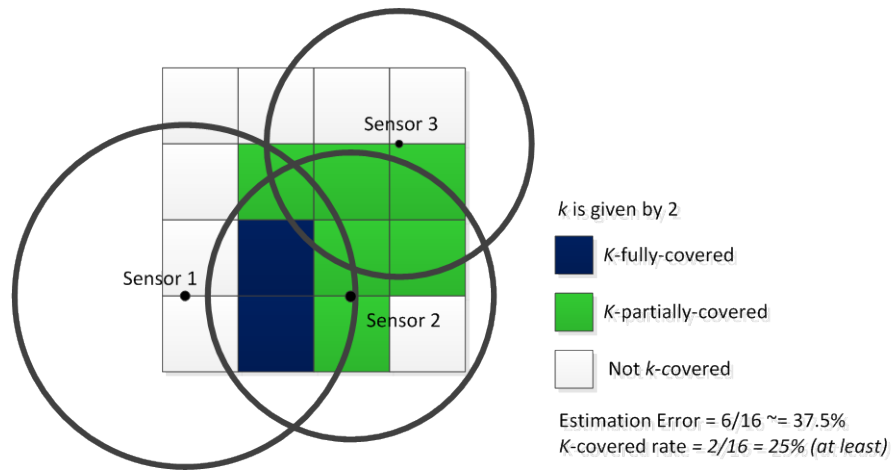 Sensor 3
k is given by 2
K-fully-covered
Sensor 1
K-partially-covered
Sensor 2
Not k-covered
Estimation Error = 6/16 ~= 37.5%
K-covered rate = 2/16 = 25% (at least)